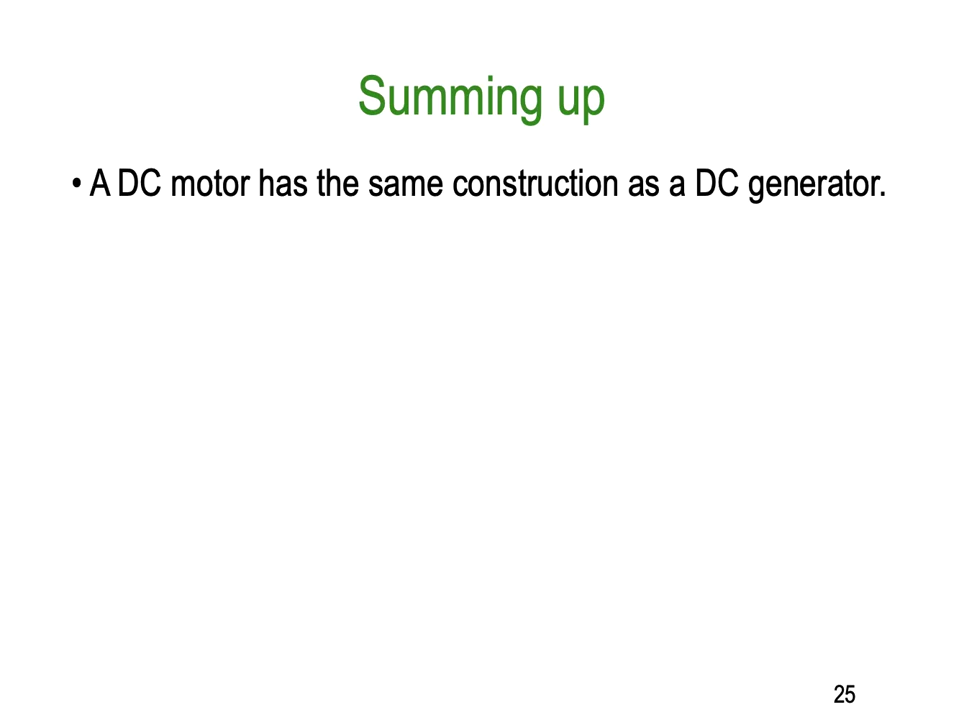 Summing up
• A DC motor has the same construction as a DC generator.
25